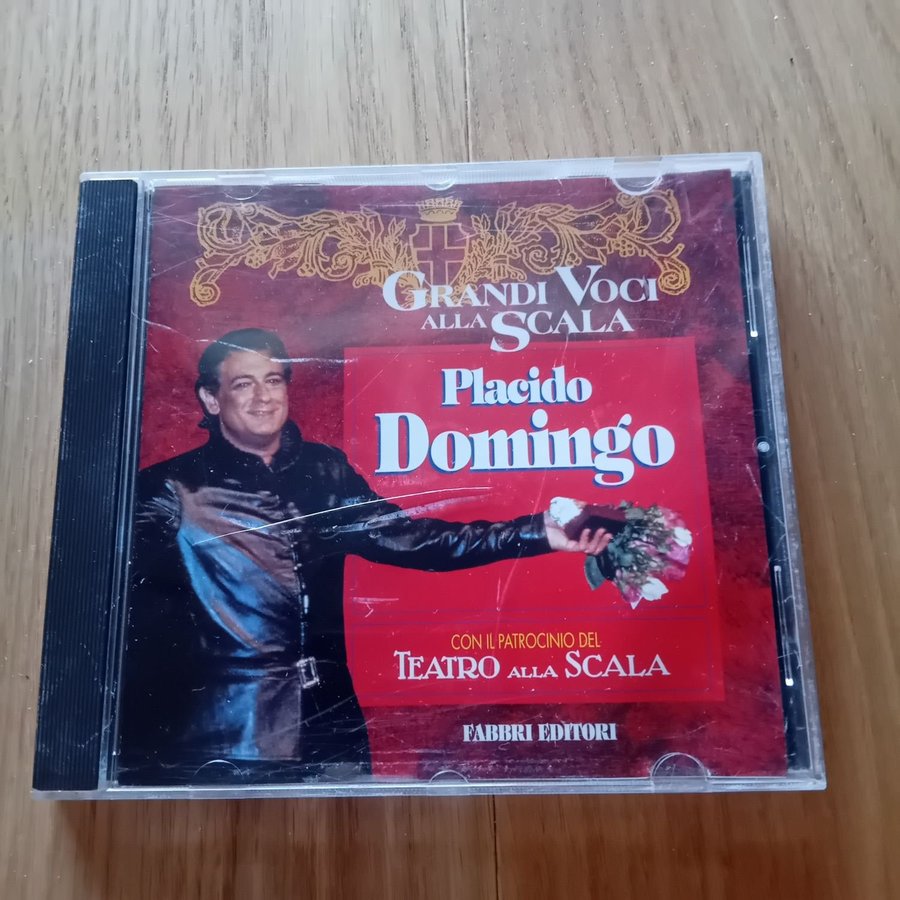 GRANDI VOCI
ALLA SCALA
Placido
Domingo
CON IL PATROCINIO DEL
TEATRO ALLA SCALA
FABBRI EDITORI